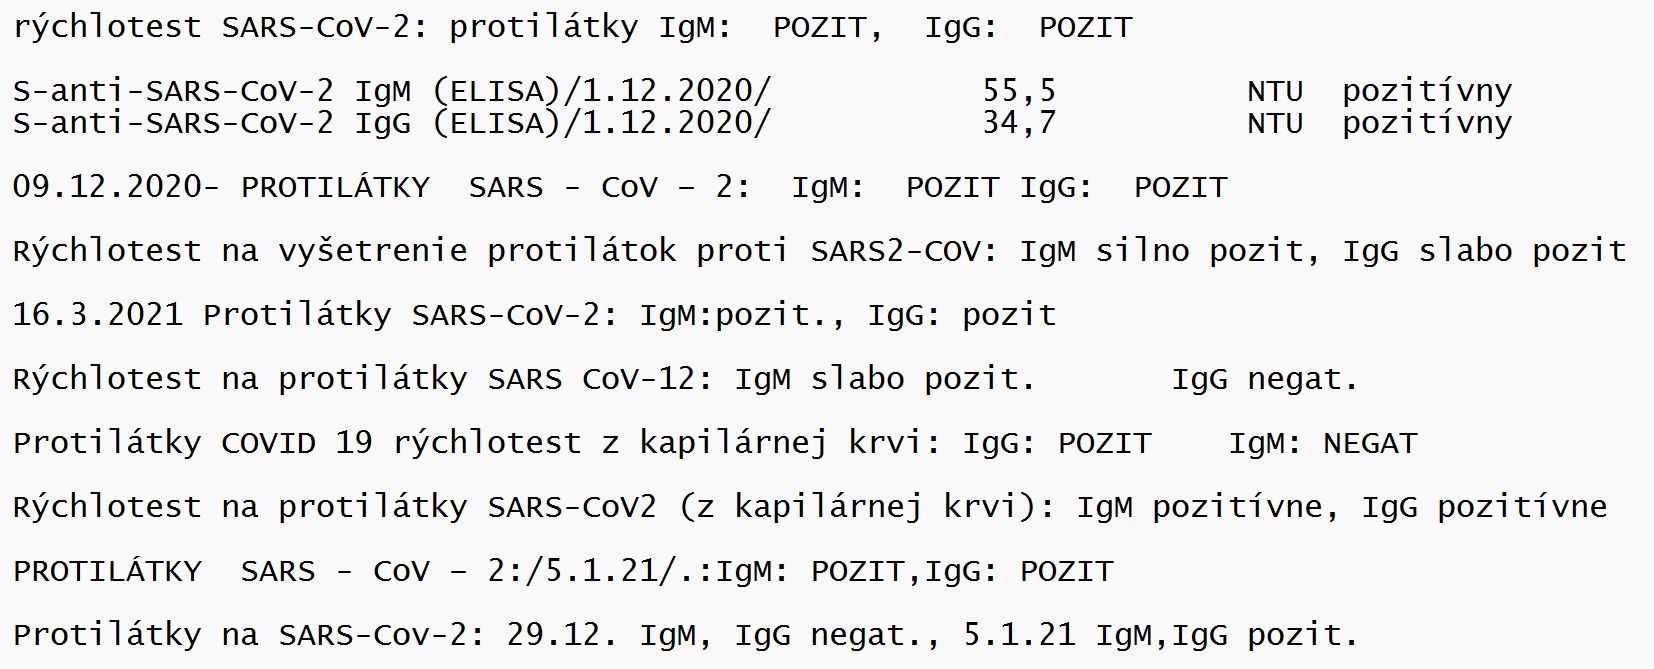 rýchlotest SARS-CoV-2: protilátky IgM:  POZIT,  IgG:  POZIT
S-anti-SARS-CoV-2 IgM (ELISA)/1.12.2020/           55,5          NTU  pozitívny
S-anti-SARS-CoV-2 IgG (ELISA)/1.12.2020/           34,7          NTU  pozitívny
09.12.2020- PROTILÁTKY  SARS - CoV – 2:  IgM:  POZIT IgG:  POZIT
Rýchlotest na vyšetrenie protilátok proti SARS2-COV: IgM silno pozit, IgG slabo pozit
16.3.2021 Protilátky SARS-CoV-2: IgM:pozit., IgG: pozit
Rýchlotest na protilátky SARS CoV-12: IgM slabo pozit.       IgG negat.
Protilátky COVID 19 rýchlotest z kapilárnej krvi: IgG: POZIT    IgM: NEGAT
Rýchlotest na protilátky SARS-CoV2 (z kapilárnej krvi): IgM pozitívne, IgG pozitívne
PROTILÁTKY  SARS - CoV – 2:/5.1.21/.:IgM: POZIT,IgG: POZIT
Protilátky na SARS-Cov-2: 29.12. IgM, IgG negat., 5.1.21 IgM,IgG pozit.